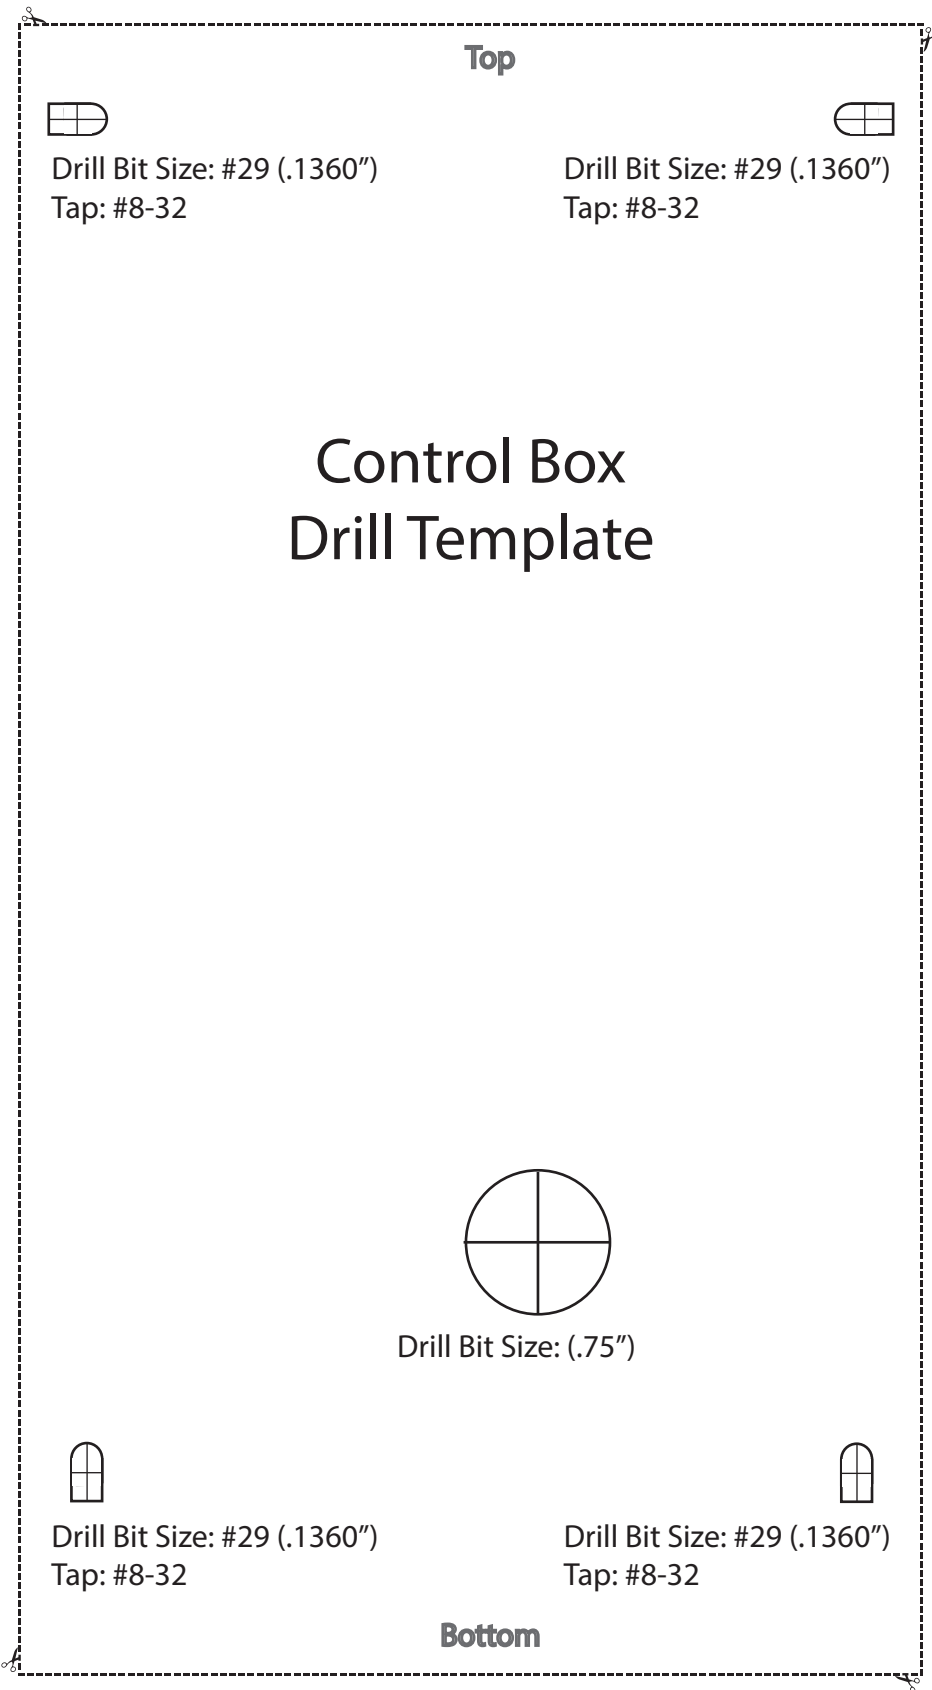 Top
Drill Bit Size: #29 (.1360”)
Tap: #8-32
Drill Bit Size: #29 (.1360”)
Tap: #8-32
Control Box
Drill Template
Drill Bit Size: (.75”)
Drill Bit Size: #29 (.1360”)
Tap: #8-32
Drill Bit Size: #29 (.1360”)
Tap: #8-32
Bottom